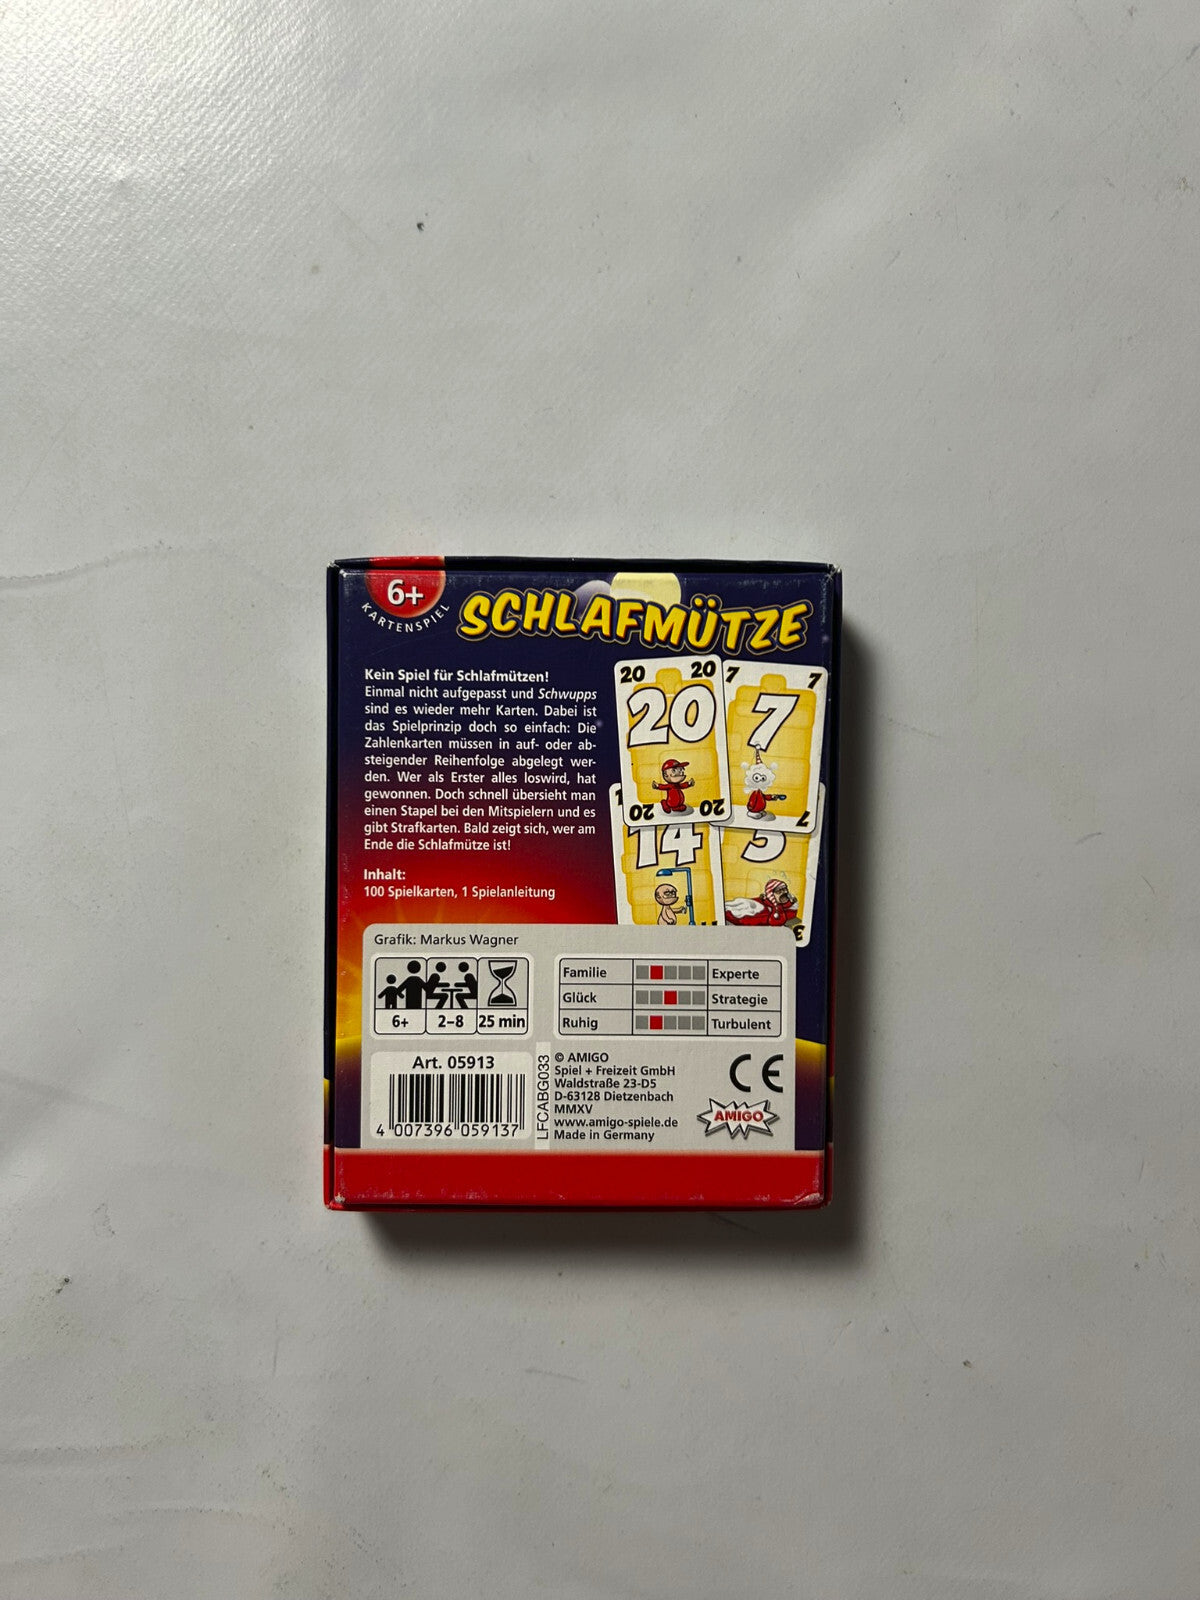 6+
KARTENSPIEL
SCHLAFMÜTZE
Kein Spiel für Schlafmützen!
Einmal nicht aufgepasst und Schwupps
sind es wieder mehr Karten. Dabei ist
das Spielprinzip doch so einfach: Die
Zahlenkarten müssen in auf- oder ab-
steigender Reihenfolge abgelegt wer-
den. Wer als Erster alles loswird, hat
gewonnen. Doch schnell übersieht man
einen Stapel bei den Mitspielern und es
gibt Strafkarten. Bald zeigt sich, wer am
Ende die Schlafmütze ist!
Inhalt:
100 Spielkarten, 1 Spielanleitung
20 20
20
20 20
7 7
7
7
14
3
3
Grafik: Markus Wagner
6+ 2–8 25 min
Familie Experte
Glück Strategie
Ruhig Turbulent
Art. 05913
4 007396 059137
LFCABG033
© AMIGO
Spiel + Freizeit GmbH
Waldstraße 23-D5
D-63128 Dietzenbach
MMXV
www.amigo-spiele.de
Made in Germany
CE
AMIGO